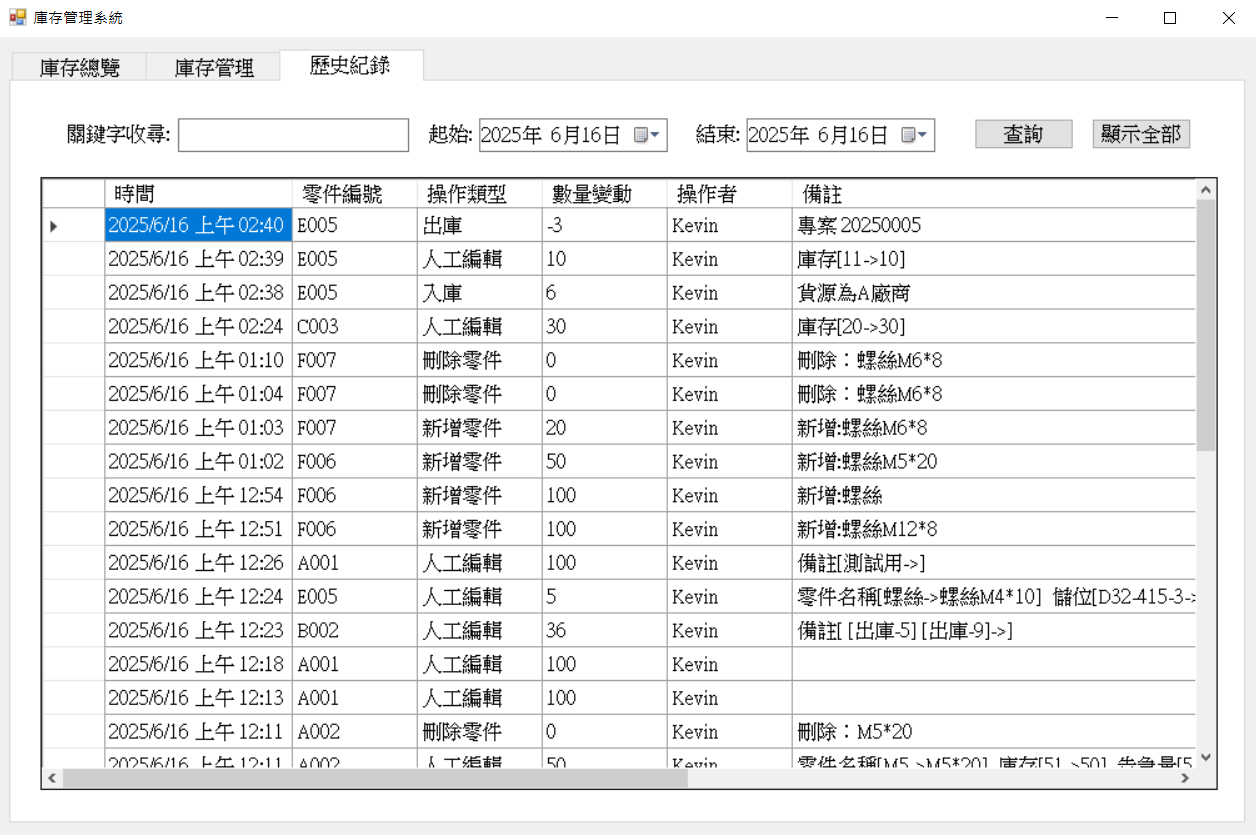 庫存管理系統
庫存總覽 庫存管理 歷史紀錄
關鍵字收尋: 起始: 2025年 6月16日 結束: 2025年 6月16日 查詢 顯示全部
時間 零件編號 操作類型 數量變動 操作者 備註
2025/6/16 上午 02:40 E005 出庫 -3 Kevin 專案 20250005
2025/6/16 上午 02:39 E005 人工編輯 10 Kevin 庫存[11->10]
2025/6/16 上午 02:38 E005 入庫 6 Kevin 貨源為A廠商
2025/6/16 上午 02:24 C003 人工編輯 30 Kevin 庫存[20->30]
2025/6/16 上午 01:10 F007 刪除零件 0 Kevin 刪除：螺絲M6*8
2025/6/16 上午 01:04 F007 刪除零件 0 Kevin 刪除：螺絲M6*8
2025/6/16 上午 01:03 F007 新增零件 20 Kevin 新增:螺絲M6*8
2025/6/16 上午 01:02 F006 新增零件 50 Kevin 新增:螺絲M5*20
2025/6/16 上午 12:54 F006 新增零件 100 Kevin 新增:螺絲
2025/6/16 上午 12:51 F006 新增零件 100 Kevin 新增:螺絲M12*8
2025/6/16 上午 12:26 A001 人工編輯 100 Kevin 備註[測試用->]
2025/6/16 上午 12:24 E005 人工編輯 5 Kevin 零件名稱[螺絲->螺絲M4*10] 儲位[D32-415-3->
2025/6/16 上午 12:23 B002 人工編輯 36 Kevin 備註[ [出庫-5] [出庫-9]->]
2025/6/16 上午 12:18 A001 人工編輯 100 Kevin
2025/6/16 上午 12:13 A001 人工編輯 100 Kevin
2025/6/16 上午 12:11 A002 刪除零件 0 Kevin 刪除：M5*20
2025/6/16 上午 12:11 A002 人工編輯 50 Kevin 零件名稱[M5->M5*20] 庫存[51->50]